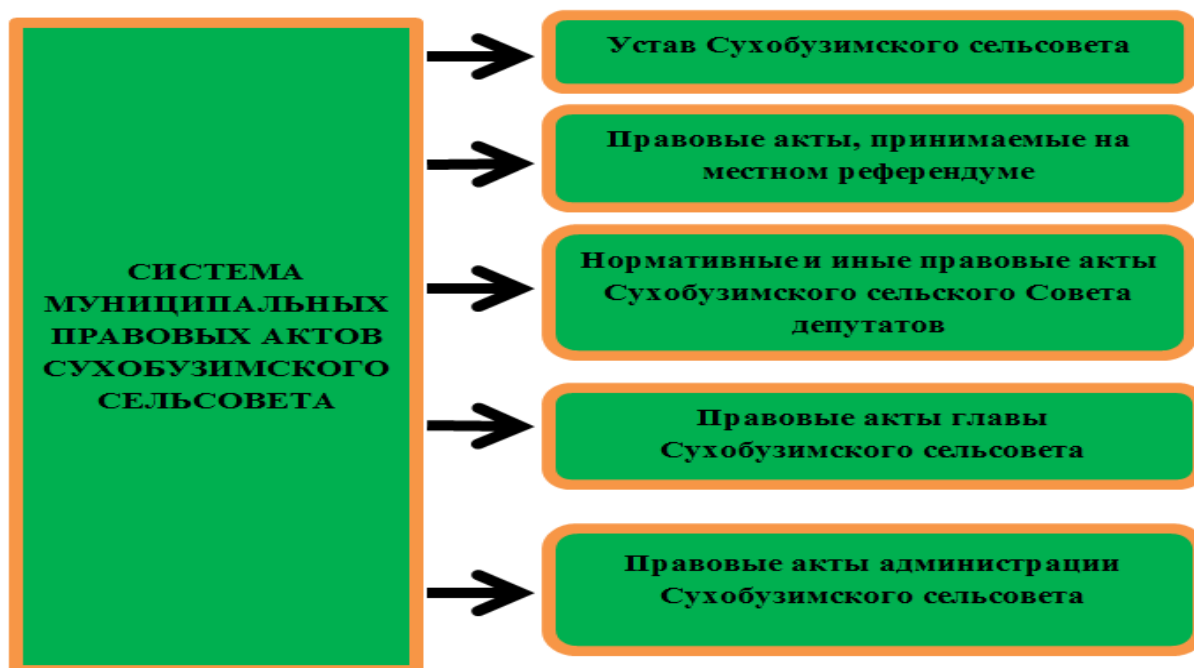 СИСТЕМА
МУНИЦИПАЛЬНЫХ
ПРАВОВЫХ АКТОВ
СУХОБУЗИМСКОГО
СЕЛЬСОВЕТА
Устав Сухобузимского сельсовета
Правовые акты, принимаемые на
местном референдуме
Нормативные и иные правовые акты
Сухобузимского сельского Совета
депутатов
Правовые акты главы
Сухобузимского сельсовета
Правовые акты администрации
Сухобузимского сельсовета